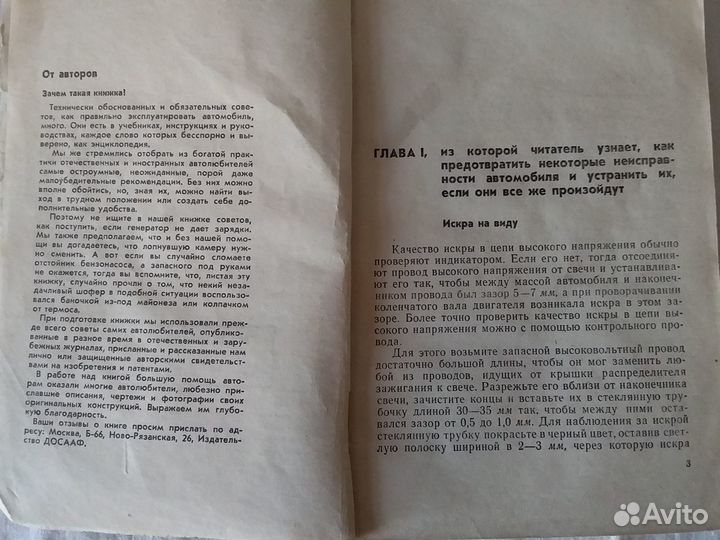 От авторов
Зачем такая книжка!
Технически обоснованных и обязательных сове-
тов, как правильно эксплуатировать автомобиль,
много. Они есть в учебниках, инструкциях и руко-
водствах, каждое слово которых бесспорно и вы-
верено, как энциклопедия.
Мы же стремились отобрать из богатой практи-
ки отечественных и иностранных автолюбителей
самые остроумные, неожиданные, порой даже
малоубедительные рекомендации. Без них можно
вполне обойтись, но, зная их, можно найти выход
в трудном положении или создать себе до-
полнительные удобства.
Поэтому не ищите в нашей книжке советов,
как поступить, если генератор не дает зарядки.
Мы также предполагаем, что и без нашей помо-
щи вы догадаетесь, что лопнувшую камеру нуж-
но сменить. А вот если вы случайно сломаете
отстойник бензонасоса, а запасного под руками
не окажется, тогда вы вспомните, что, листая эту
книжку, случайно прочли о том, что некий неза-
дачливый шофер в подобной ситуации воспользо-
вался баночкой из-под майонеза или колпачком
от термоса.
При подготовке книжки мы использовали преж-
де всего советы самих автолюбителей, опублико-
ванные в разное время в отечественных и зару-
бежных журналах, присланные и рассказанные нам
лично или защищенные авторскими свидетельст-
вами на изобретения и патентами.
В работе над книгой большую помощь авто-
рам оказали многие автолюбители, любезно при-
славшие описания, чертежи и фотографии своих
оригинальных конструкций. Выражаем им глубо-
кую благодарность.
Ваши отзывы о книге просим прислать по ад-
ресу: Москва, Б-66, Ново-Рязанская, 26, Издатель-
ство ДОСААФ.
ГЛАВА I, из которой читатель узнает, как
предотвратить некоторые неисправ-
ности автомобиля и устранить их,
если они все же произойдут
Искра на виду
Качество искры в цепи высокого напряжения обычно
проверяют индикатором. Если его нет, тогда отсоединя-
ют провод высокого напряжения от свечи и устанавлива-
ют его так, чтобы между массой автомобиля и наконеч-
ником провода был зазор 5—7 мм, а при проворачивании
коленчатого вала двигателя возникала искра в этом за-
зоре. Более точно проверить качество искры в цепи вы-
сокого напряжения можно с помощью контрольного про-
вода.
Для этого возьмите запасной высоковольтный провод
достаточно большой длины, чтобы он мог заменить лю-
бой из проводов, идущих от крышки распределителя
зажигания к свече. Разрежьте его вблизи от наконечника
свечи, зачистите концы и вставьте их в стеклянную тру-
бочку длиной 30—35 мм так, чтобы между ними оста-
вался зазор от 0,5 до 1,0 мм. Для наблюдения за искрой
стеклянную трубку покрасьте в черный цвет, оставив свет-
лую полоску шириной в 2—3 мм, через которую искра
3
Avito